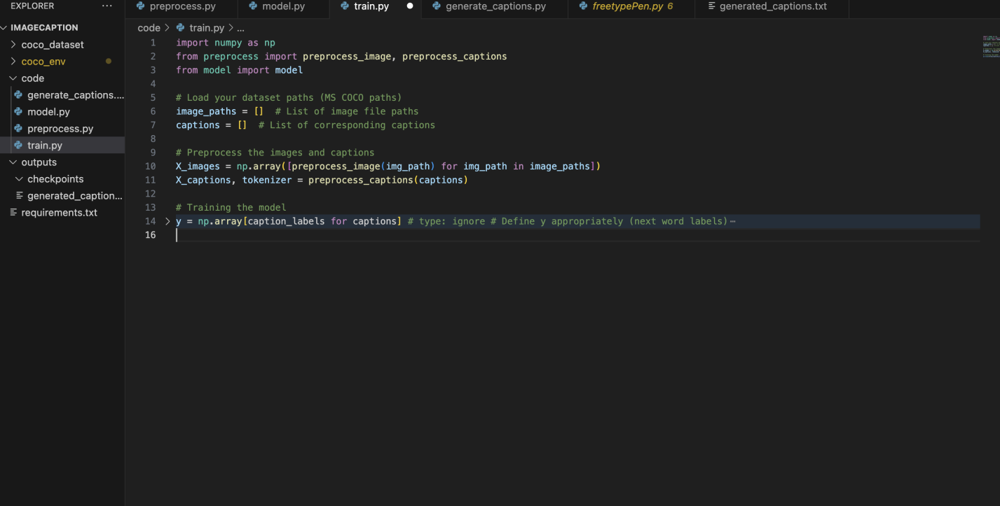 EXPLORER ...
preprocess.py model.py train.py generate_captions.py freetypePen.py 6 generated_captions.txt
IMAGECAPTION
coco_dataset
coco_env
code
generate_captions....
model.py
preprocess.py
train.py
outputs
checkpoints
generated_caption...
requirements.txt
code > train.py > ...
1 import numpy as np
2 from preprocess import preprocess_image, preprocess_captions
3 from model import model
4
5 # Load your dataset paths (MS COCO paths)
6 image_paths = []  # List of image file paths
7 captions = []  # List of corresponding captions
8
9 # Preprocess the images and captions
10 X_images = np.array([preprocess_image(img_path) for img_path in image_paths])
11 X_captions, tokenizer = preprocess_captions(captions)
12
13 # Training the model
14 > y = np.array[caption_labels for captions] # type: ignore # Define y appropriately (next word labels)⋯
16